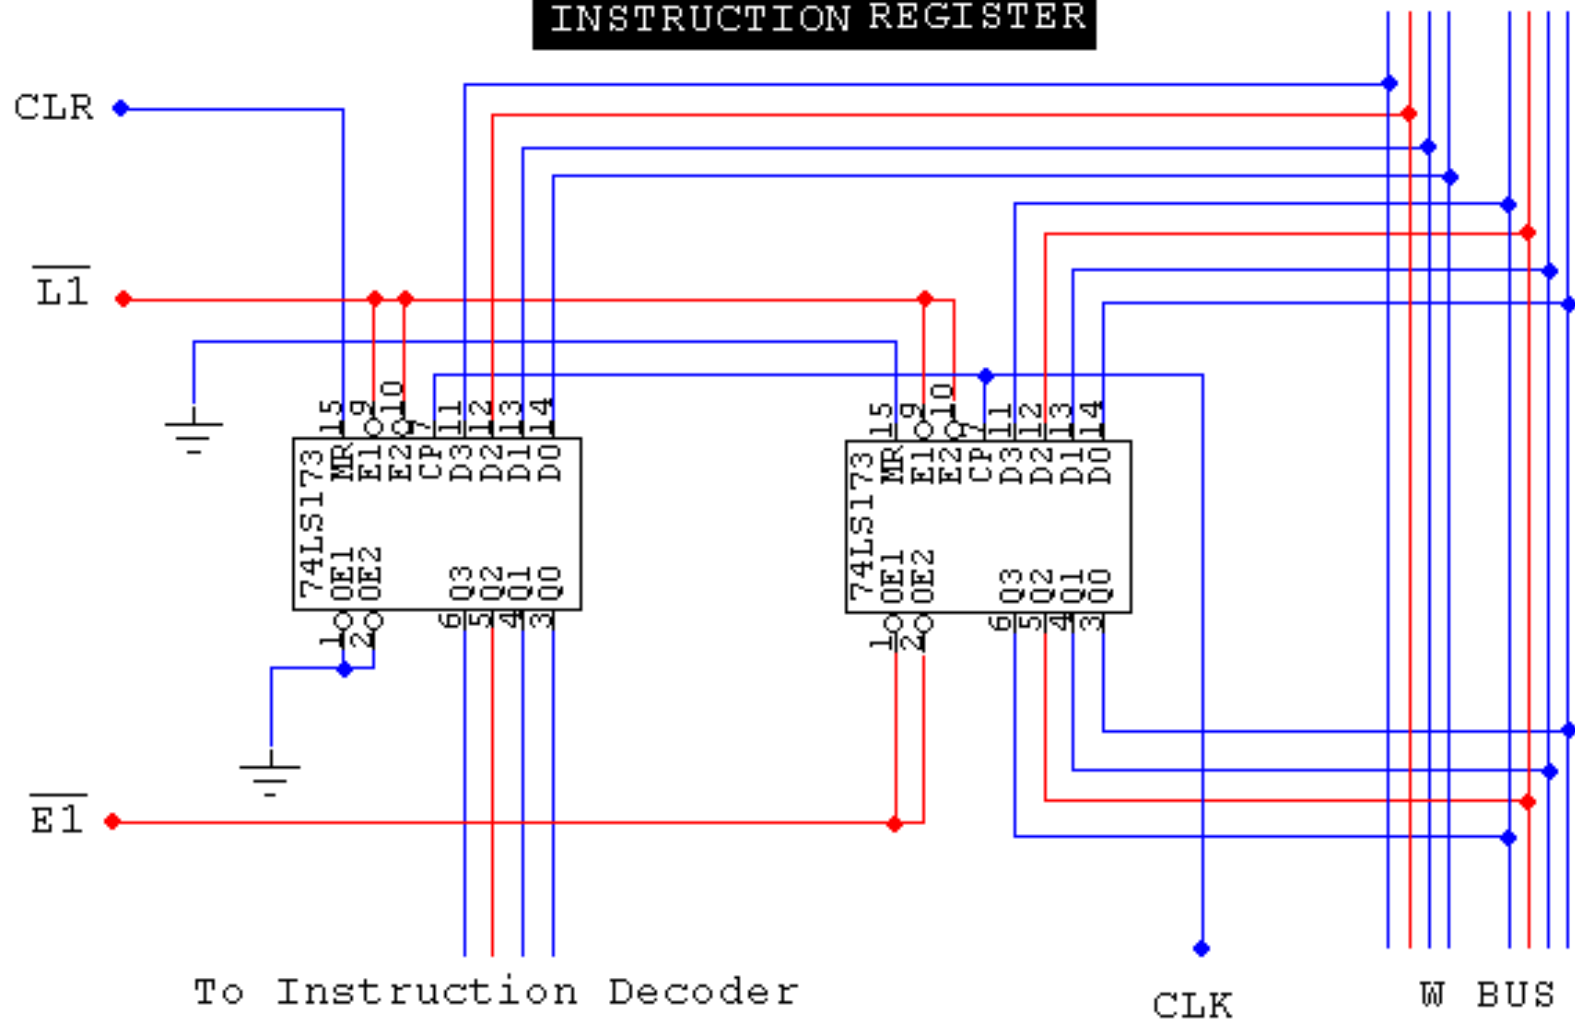 INSTRUCTION REGISTER
CLR
L1
15 9 10 7 11 12 13 14
MR E1 E2 CP D3 D2 D1 D0
74LS173
OE1 OE2 Q3 Q2 Q1 Q0
1 2 6 5 4 3
15 9 10 7 11 12 13 14
MR E1 E2 CP D3 D2 D1 D0
74LS173
OE1 OE2 Q3 Q2 Q1 Q0
1 2 6 5 4 3
E1
To Instruction Decoder
CLK
W BUS